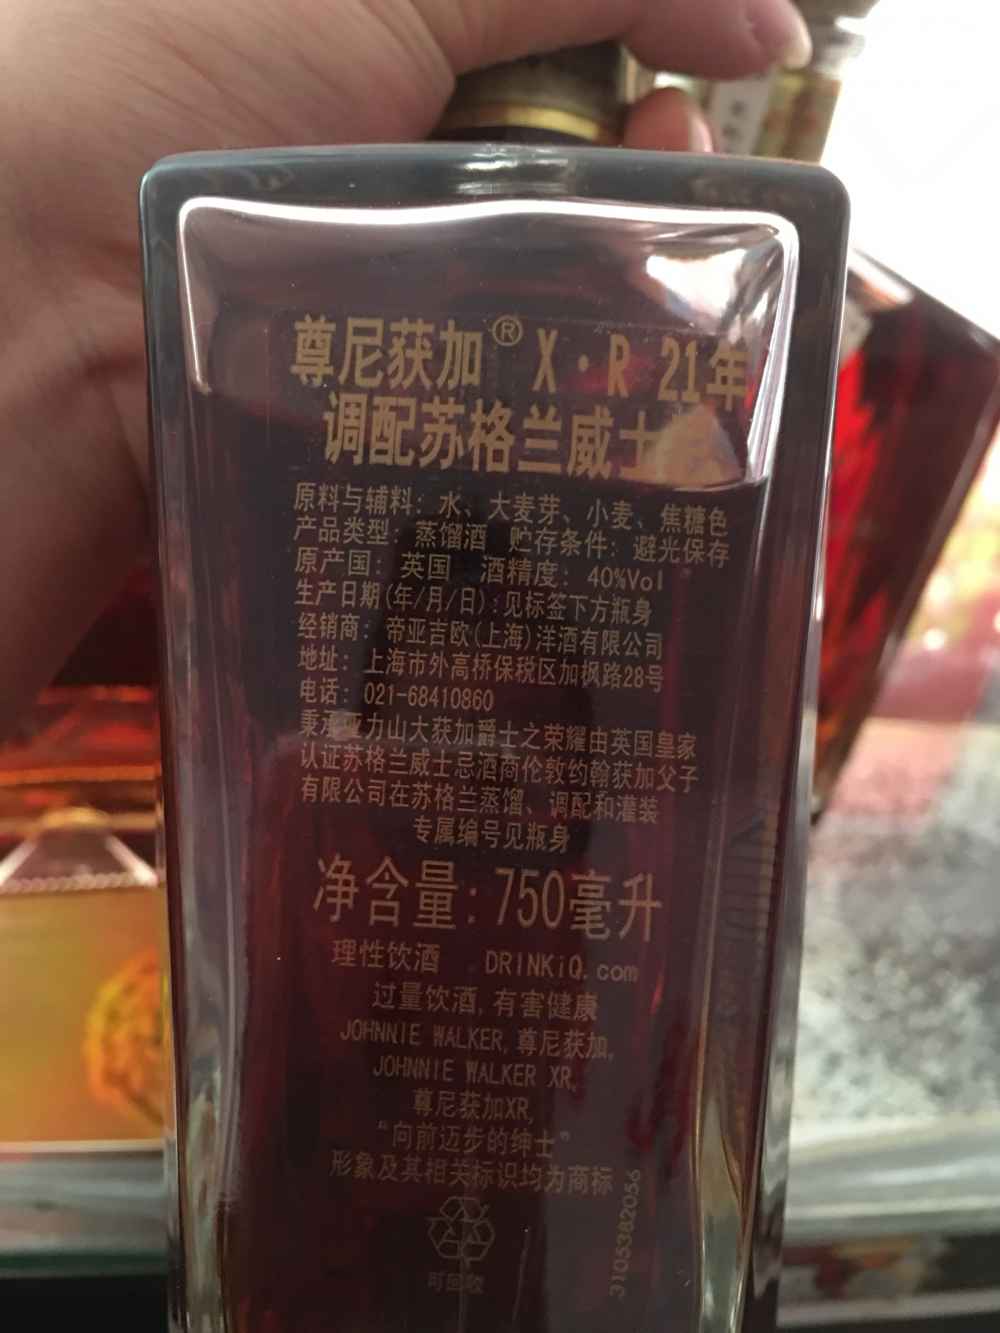 尊尼获加® X·R 21年
调配苏格兰威士忌
原料与辅料：水、大麦芽、小麦、焦糖色
产品类型：蒸馏酒 贮存条件：避光保存
原产国：英国 酒精度：40%Vol
生产日期(年/月/日):见标签下方瓶身
经销商：帝亚吉欧(上海)洋酒有限公司
地址：上海市外高桥保税区加枫路28号
电话：021-68410860
秉承亚力山大获加爵士之荣耀由英国皇家
认证苏格兰威士忌酒商伦敦约翰获加父子
有限公司在苏格兰蒸馏、调配和灌装
专属编号见瓶身
净含量：750毫升
理性饮酒 DRINKiQ.com
过量饮酒,有害健康
JOHNNIE WALKER,尊尼获加,
JOHNNIE WALKER XR,
尊尼获加XR,
“向前迈步的绅士”
形象及其相关标识均为商标
可回收
3105382056